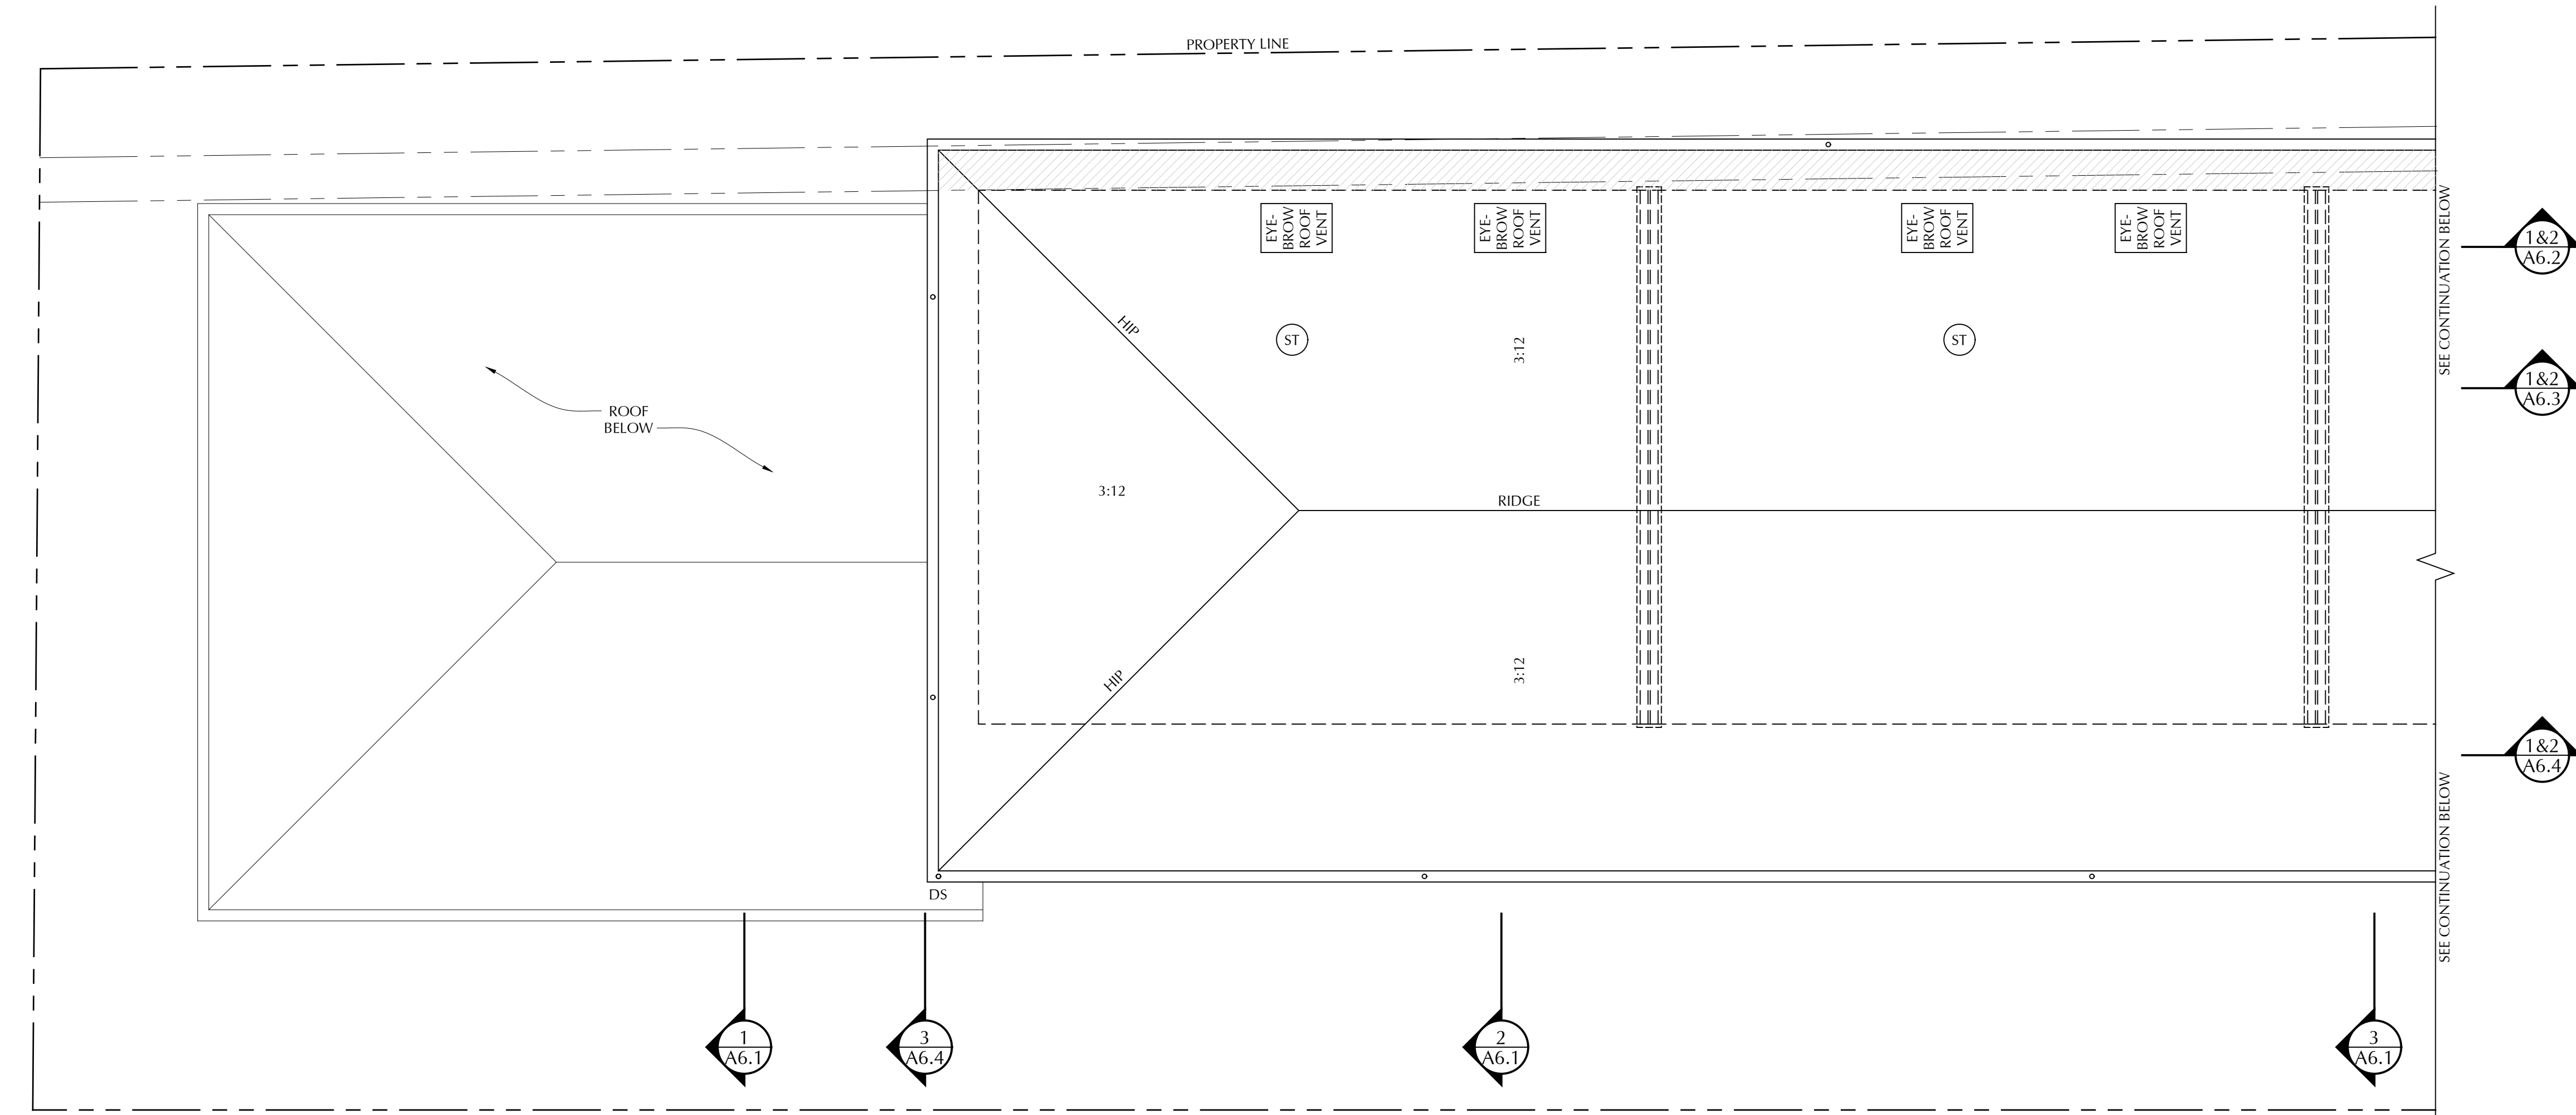 PROPERTY LINE
EYE-
BROW
ROOF
VENT
EYE-
BROW
ROOF
VENT
EYE-
BROW
ROOF
VENT
EYE-
BROW
ROOF
VENT
SEE CONTINUATION BELOW
1&2
A6.2
HIP
ST
3:12
ST
1&2
A6.3
ROOF
BELOW
3:12
RIDGE
HIP
3:12
1&2
A6.4
SEE CONTINUATION BELOW
DS
1
A6.1
3
A6.4
2
A6.1
3
A6.1